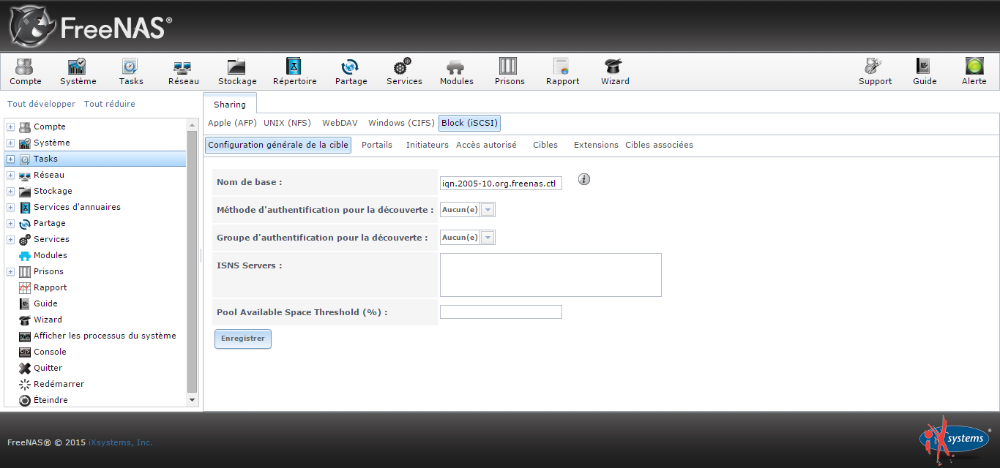 FreeNAS®
Compte Système Tasks Réseau Stockage Répertoire Partage Services Modules Prisons Rapport Wizard Support Guide Alerte
Tout développer Tout réduire
Sharing
Apple (AFP) UNIX (NFS) WebDAV Windows (CIFS) Block (iSCSI)
Configuration générale de la cible Portails Initiateurs Accès autorisé Cibles Extensions Cibles associées
Compte
Système
Tasks
Réseau
Stockage
Services d'annuaires
Partage
Services
Modules
Prisons
Rapport
Guide
Wizard
Afficher les processus du système
Console
Quitter
Redémarrer
Éteindre
Nom de base : iqn.2005-10.org.freenas.ctl
Méthode d'authentification pour la découverte : Aucun(e)
Groupe d'authentification pour la découverte : Aucun(e)
ISNS Servers :
Pool Available Space Threshold (%) :
Enregistrer
FreeNAS® © 2015 iXsystems, Inc.
iXsystems®